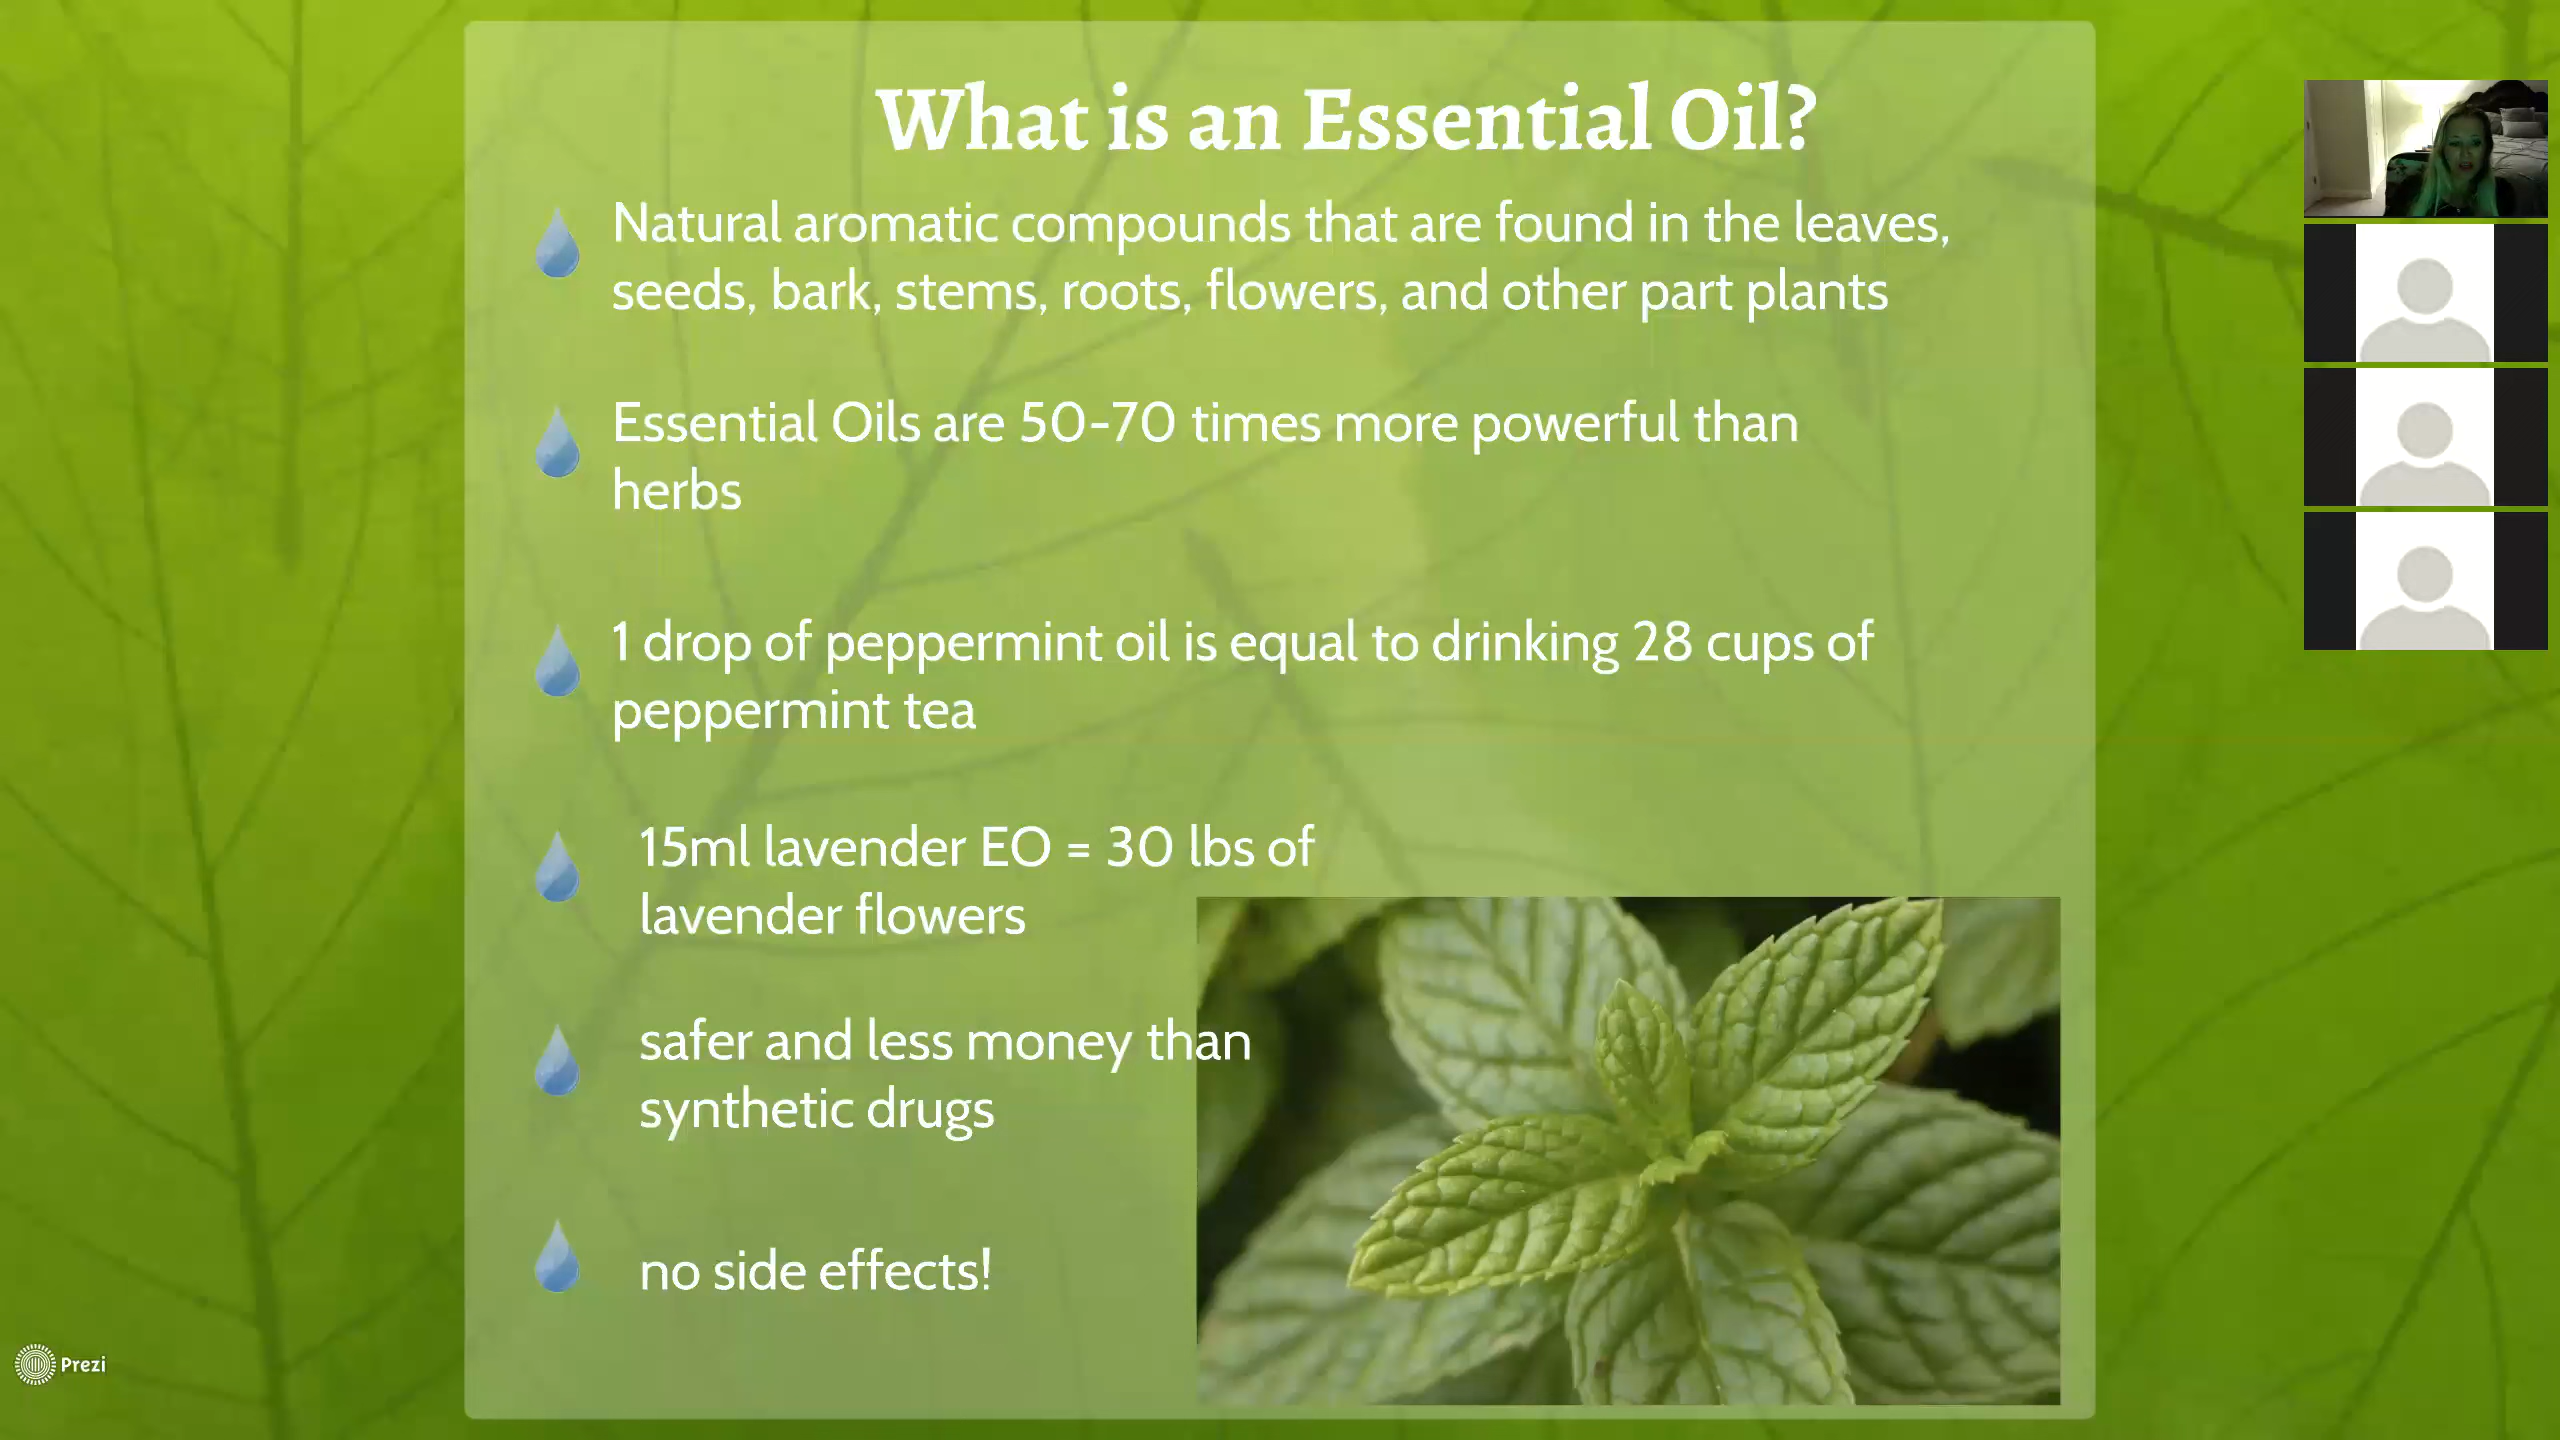 What is an Essential Oil?
Natural aromatic compounds that are found in the leaves,
seeds, bark, stems, roots, flowers, and other part plants
Essential Oils are 50-70 times more powerful than
herbs
1 drop of peppermint oil is equal to drinking 28 cups of
peppermint tea
15ml lavender EO = 30 lbs of
lavender flowers
safer and less money than
synthetic drugs
no side effects!
Prezi